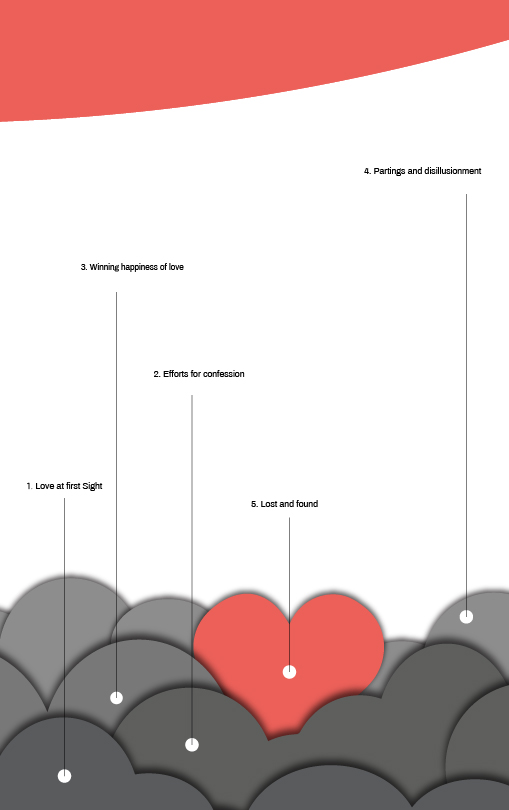 4. Partings and disillusionment
3. Winning happiness of love
2. Efforts for confession
1. Love at first Sight
5. Lost and found